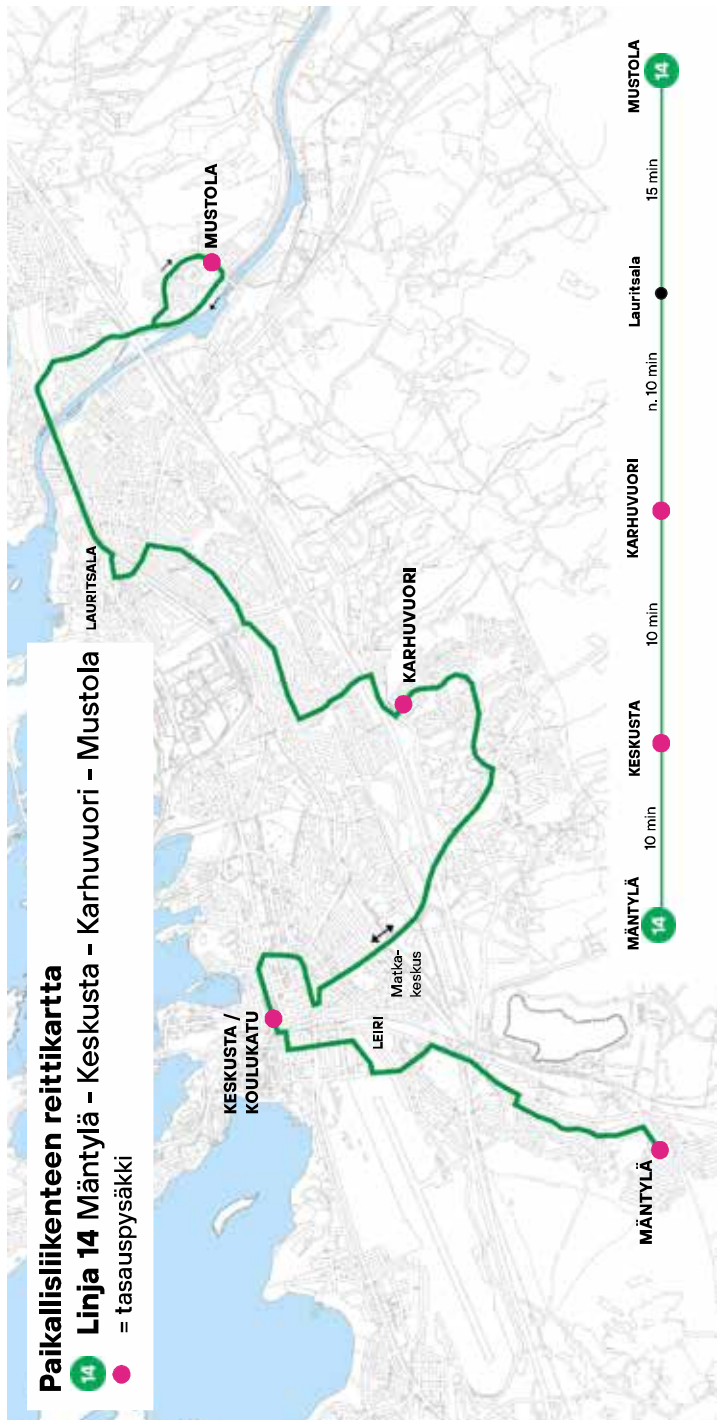 Paikallisliikenteen reittikartta
14 Linja 14 Mäntylä – Keskusta – Karhuvuori – Mustola
= tasauspysäkki
LAURITSALA
MUSTOLA
KARHUVUORI
KESKUSTA /
KOULUKATU
Matka-
keskus
LEIRI
MÄNTYLÄ
MÄNTYLÄ
KESKUSTA
KARHUVUORI
Lauritsala
MUSTOLA
14
10 min
10 min
n. 10 min
15 min
14